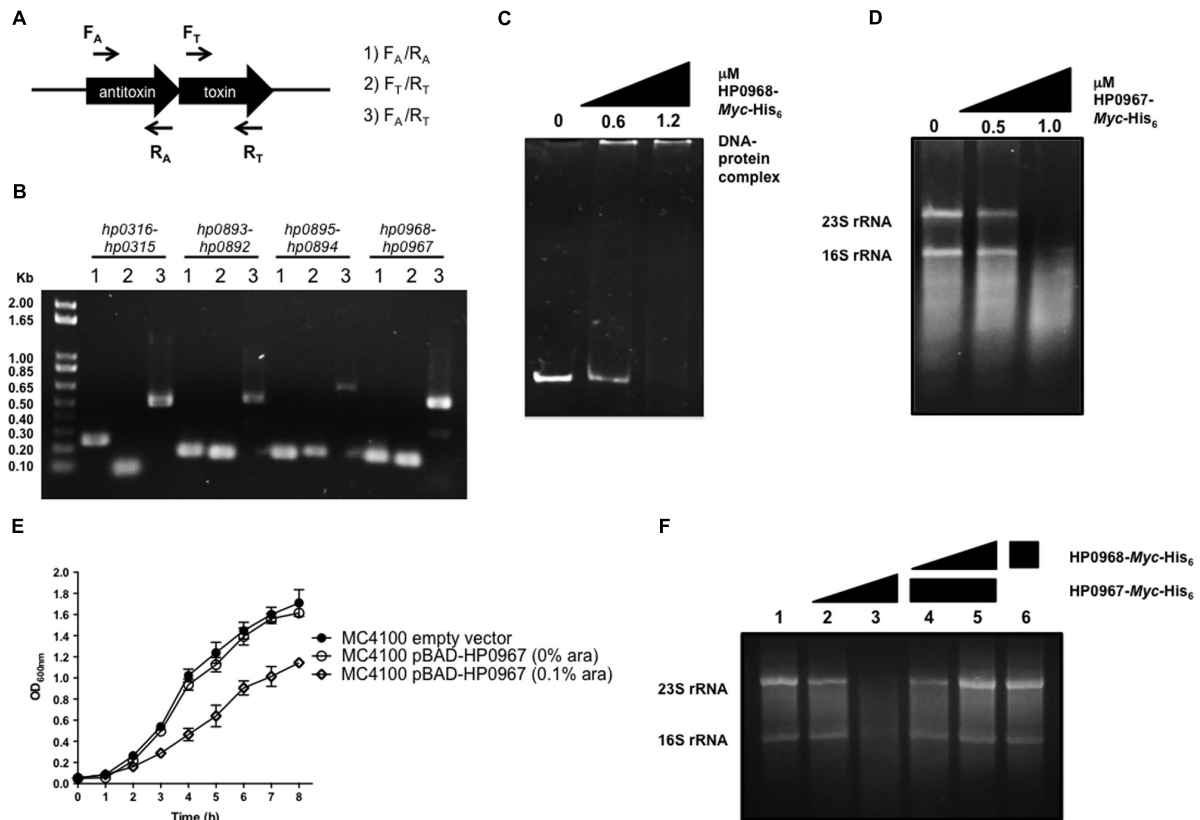 A
F_A
F_T
antitoxin
toxin
R_A
R_T
1) F_A/R_A
2) F_T/R_T
3) F_A/R_T
B
hp0316-
hp0315
hp0893-
hp0892
hp0895-
hp0894
hp0968-
hp0967
Kb
1 2 3 1 2 3 1 2 3 1 2 3
2.00
1.65
1.00
0.85
0.65
0.50
0.40
0.30
0.20
0.10
C
μM
HP0968-
Myc-His6
0 0.6 1.2
DNA-
protein
complex
D
μM
HP0967-
Myc-His6
0 0.5 1.0
23S rRNA
16S rRNA
E
OD600nm
2.0
1.8
1.6
1.4
1.2
1.0
0.8
0.6
0.4
0.2
0.0
0 1 2 3 4 5 6 7 8
Time (h)
MC4100 empty vector
MC4100 pBAD-HP0967 (0% ara)
MC4100 pBAD-HP0967 (0.1% ara)
F
HP0968-Myc-His6
HP0967-Myc-His6
1 2 3 4 5 6
23S rRNA
16S rRNA